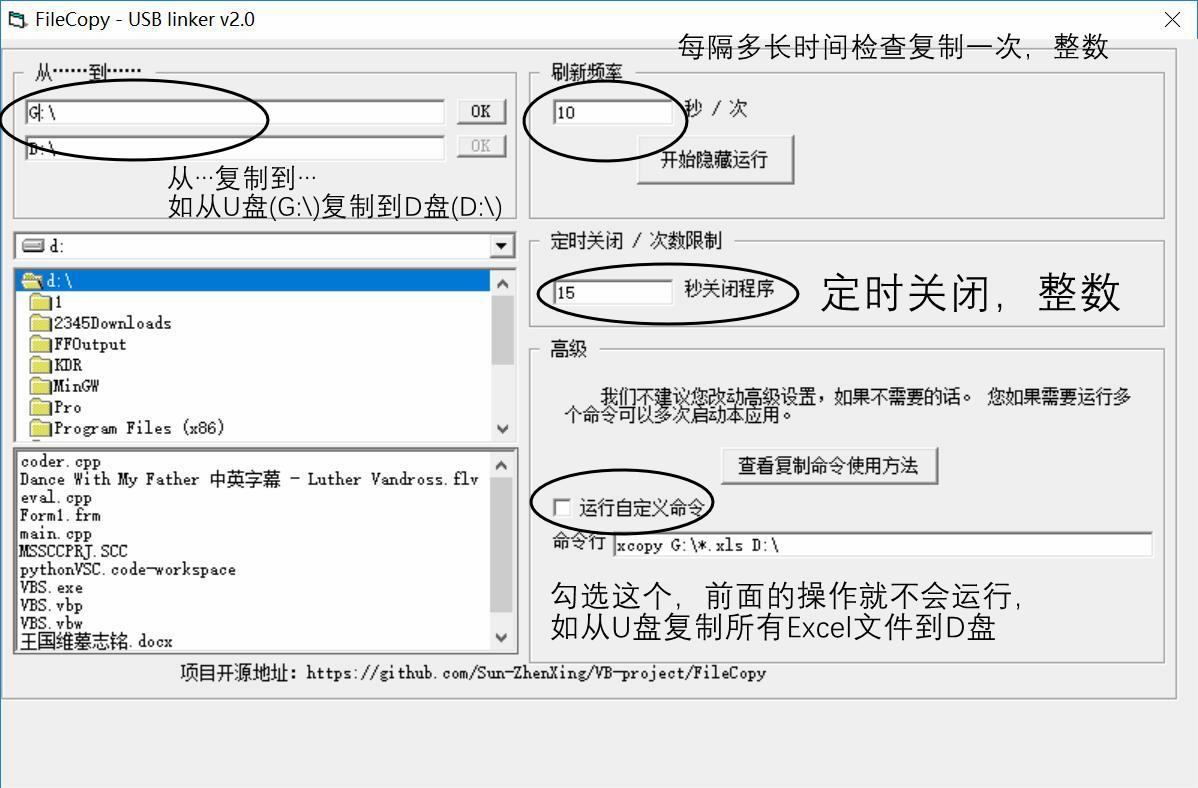 FileCopy - USB linker v2.0
每隔多长时间检查复制一次，整数
从……到……
G:\
OK
D:\
OK
从…复制到…
如从U盘(G:\)复制到D盘(D:\)
刷新频率
10
秒 / 次
开始隐藏运行
d:
d:\
1
2345Downloads
FFOutput
KDR
MinGW
Pro
Program Files (x86)
定时关闭 / 次数限制
15
秒关闭程序
定时关闭，整数
高级
我们不建议您改动高级设置，如果不需要的话。 您如果需要运行多
个命令可以多次启动本应用。
查看复制命令使用方法
运行自定义命令
命令行
xcopy G:\*.xls D:\
勾选这个，前面的操作就不会运行，
如从U盘复制所有Excel文件到D盘
coder.cpp
Dance With My Father 中英字幕 - Luther Vandross.flv
eval.cpp
Form1.frm
main.cpp
MSSCCPRJ.SCC
pythonVSC.code-workspace
VBS.exe
VBS.vbp
VBS.vbw
王国维墓志铭.docx
项目开源地址：https://github.com/Sun-ZhenXing/VB-project/FileCopy